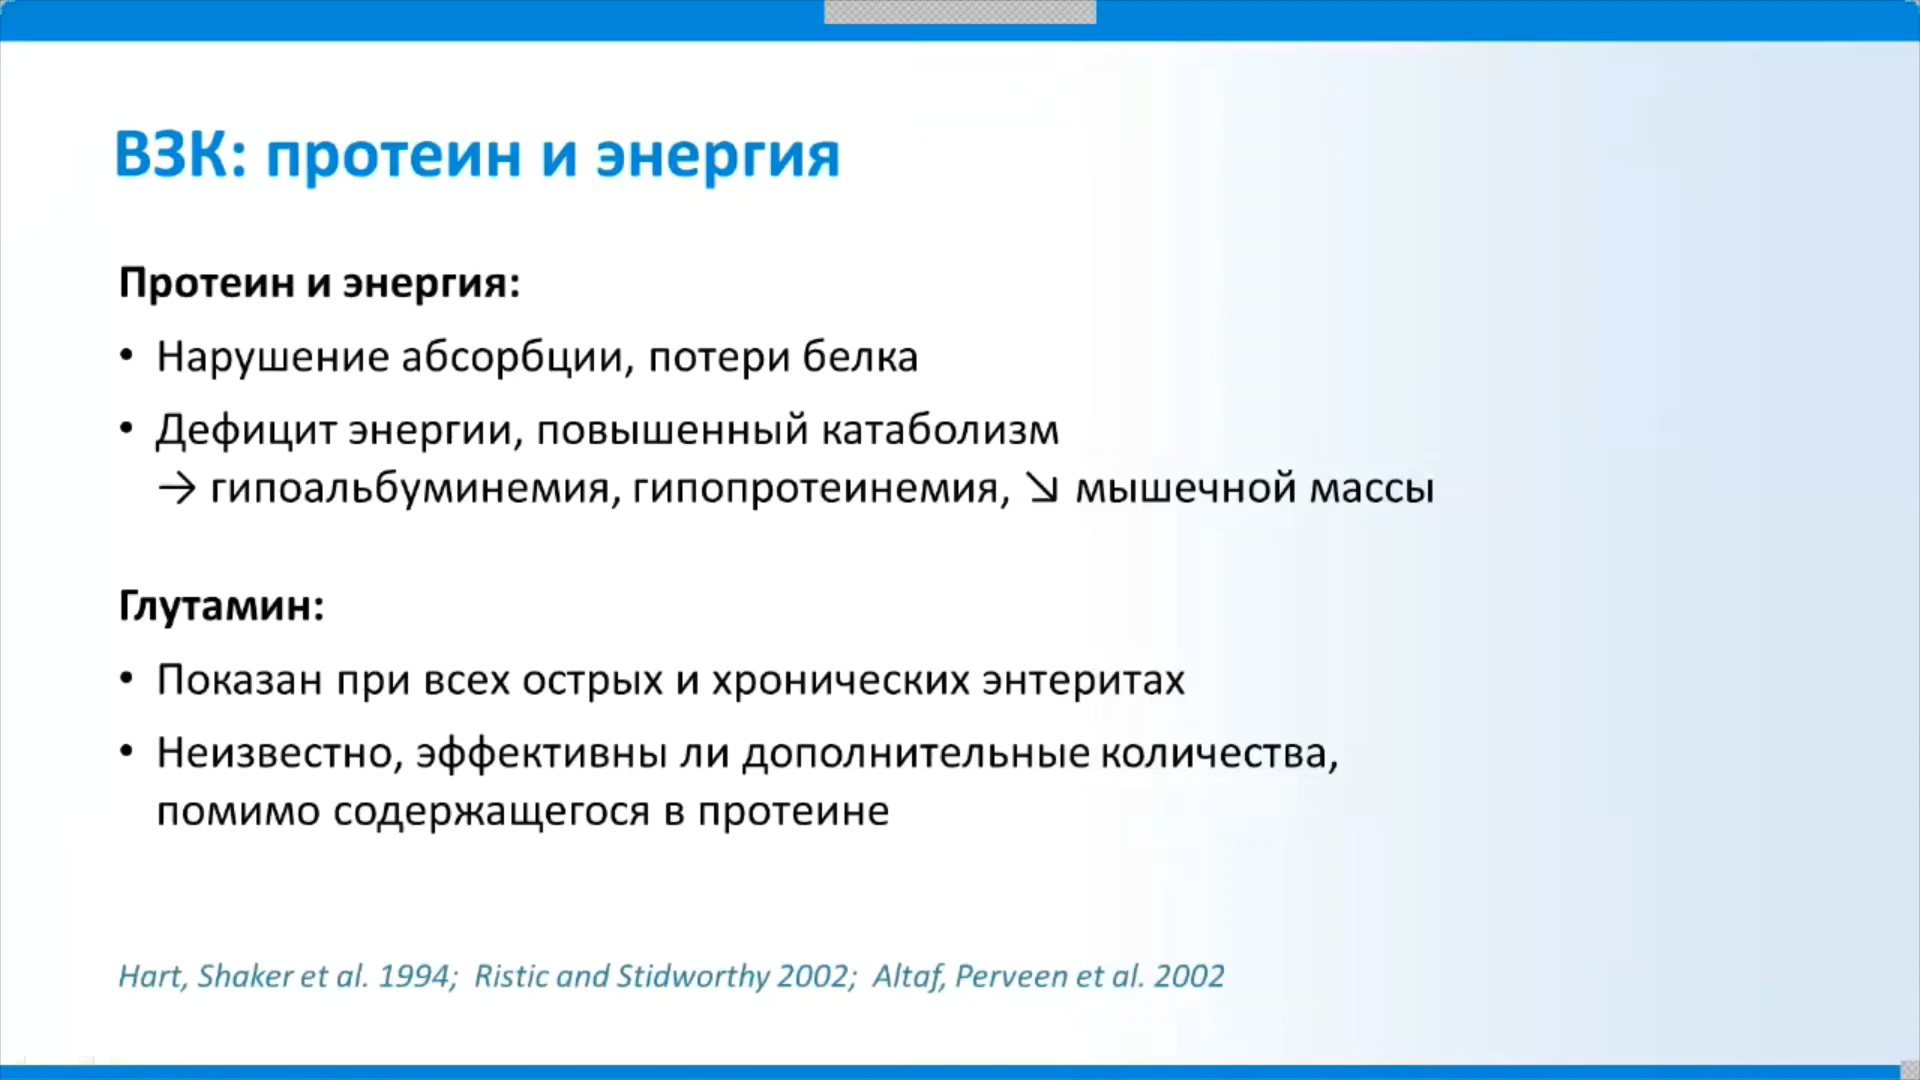 ВЗК: протеин и энергия
Протеин и энергия:
• Нарушение абсорбции, потери белка
• Дефицит энергии, повышенный катаболизм
→ гипоальбуминемия, гипопротеинемия, ↘ мышечной массы
Глутамин:
• Показан при всех острых и хронических энтеритах
• Неизвестно, эффективны ли дополнительные количества,
помимо содержащегося в протеине
Hart, Shaker et al. 1994; Ristic and Stidworthy 2002; Altaf, Perveen et al. 2002